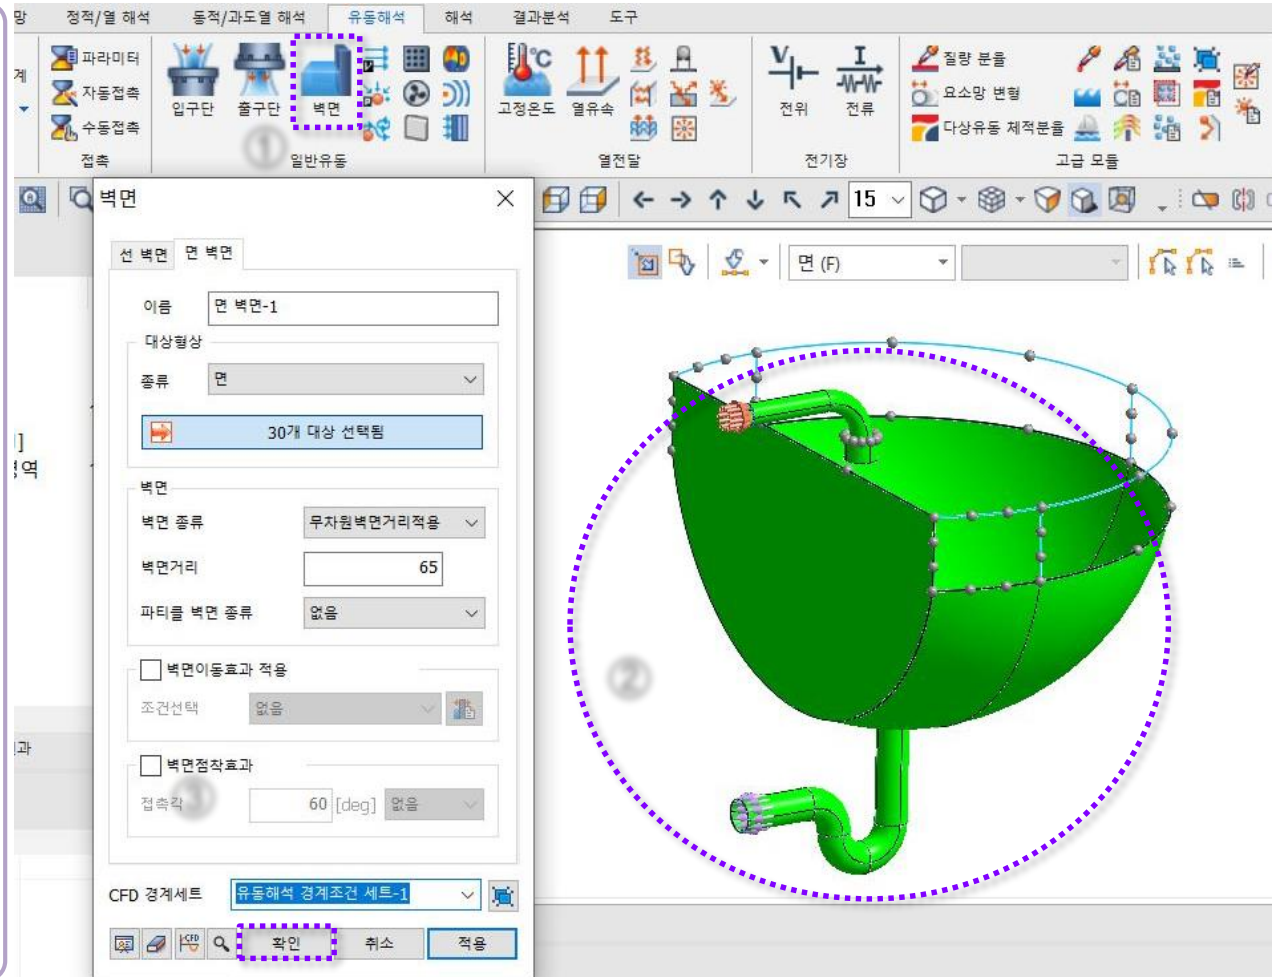 망 정적/열 해석 동적/과도열 해석 유동해석 해석 결과분석 도구
계
파라미터
자동접촉
수동접촉
접촉
입구단 출구단 벽면
①
일반유동
고정온도 열유속
열전달
V I
전위 전류
전기장
질량 분율
요소망 변형
다상유동 체적분율
고급 모듈
15
벽면
선 벽면 면 벽면
이름 면 벽면-1
대상형상
종류 면
30개 대상 선택됨
벽면
벽면 종류 무차원벽면거리적용
벽면거리 65
파티클 벽면 종류 없음
벽면이동효과 적용
조건선택 없음
벽면점착효과
접촉각 60 [deg] 없음
③
CFD 경계세트 유동해석 경계조건 세트-1
확인 취소 적용
면 (F)
②
]
영역
과